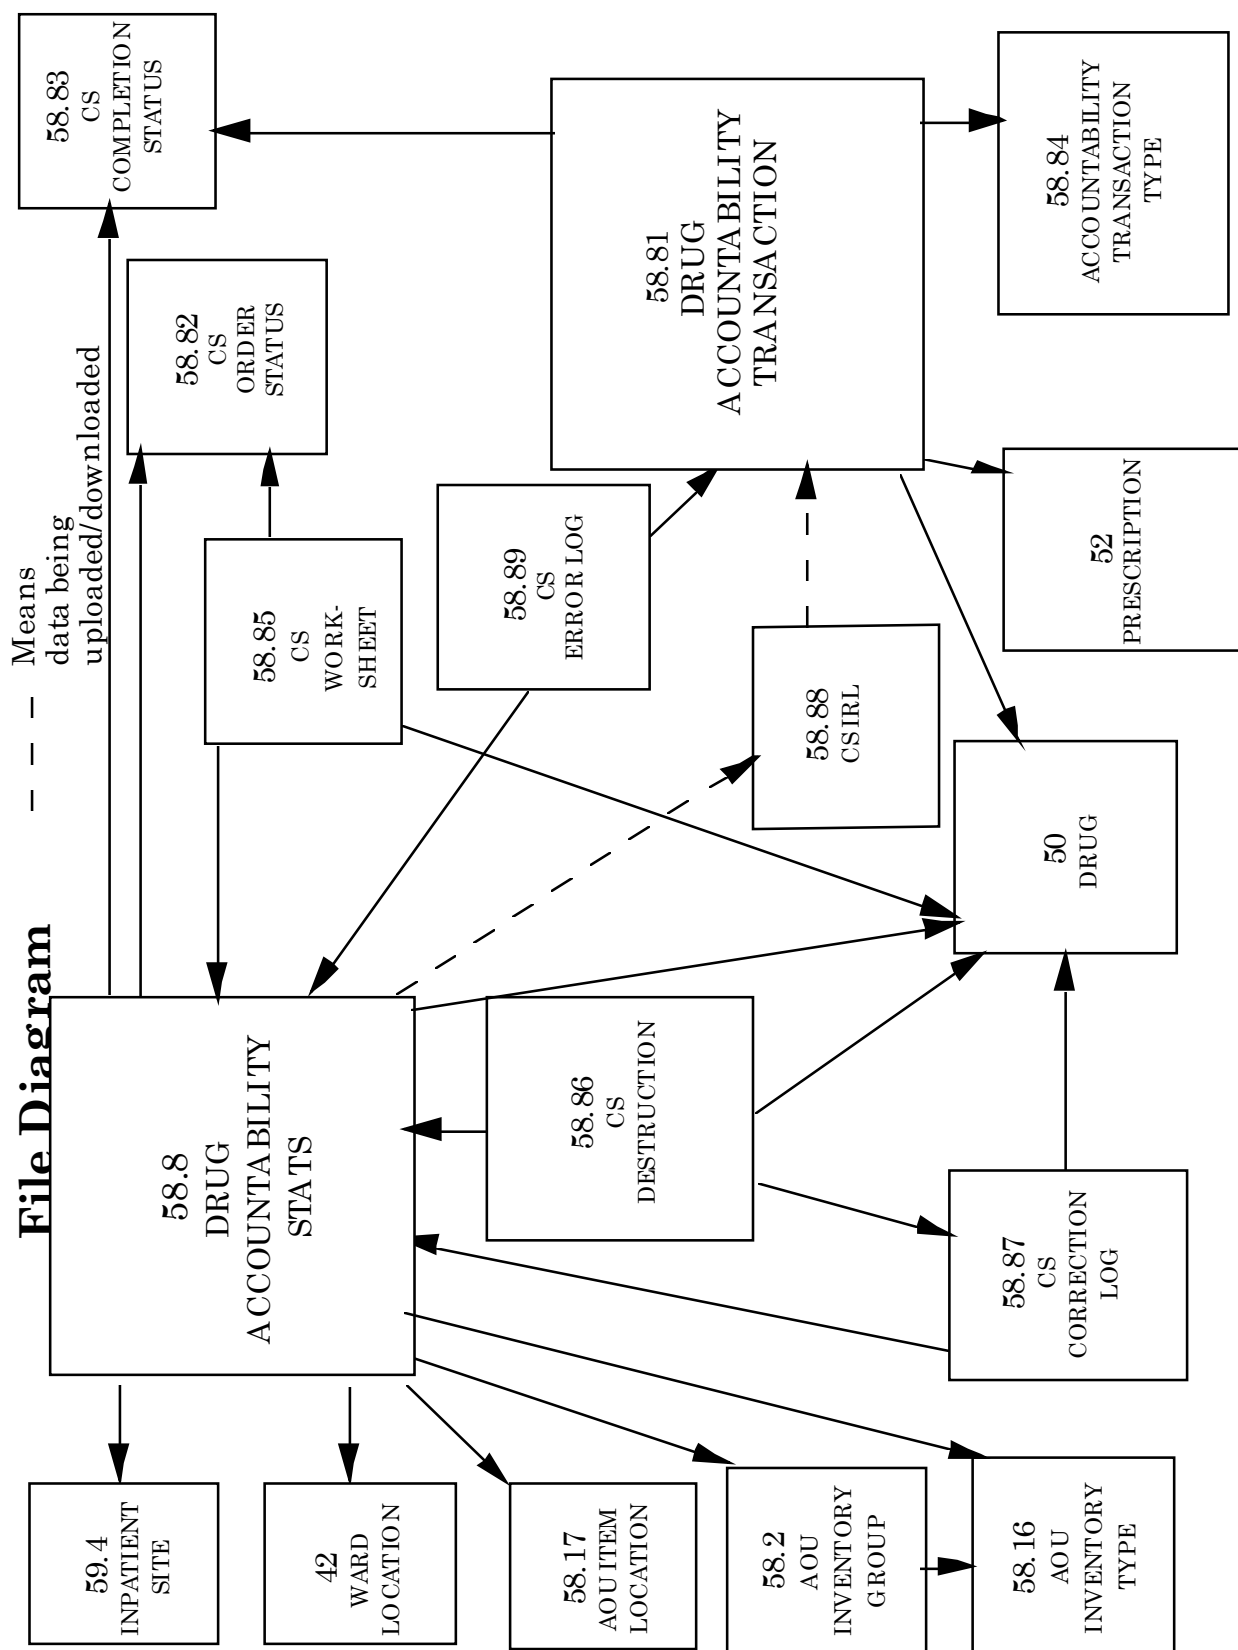 File Diagram
Means
data being
uploaded/downloaded
59.4
INPATIENT
SITE
42
WARD
LOCATION
58.17
AOU ITEM
LOCATION
58.2
AOU
INVENTORY
GROUP
58.16
AOU
INVENTORY
TYPE
58.8
DRUG
ACCOUNTABILITY
STATS
58.86
CS
DESTRUCTION
58.87
CS
CORRECTION
LOG
58.85
CS
WORK-
SHEET
58.89
CS
ERROR LOG
58.88
CSIRL
50
DRUG
58.83
CS
COMPLETION
STATUS
58.82
CS
ORDER
STATUS
58.81
DRUG
ACCOUNTABILITY
TRANSACTION
52
PRESCRIPTION
58.84
ACCOUNTABILITY
TRANSACTION
TYPE